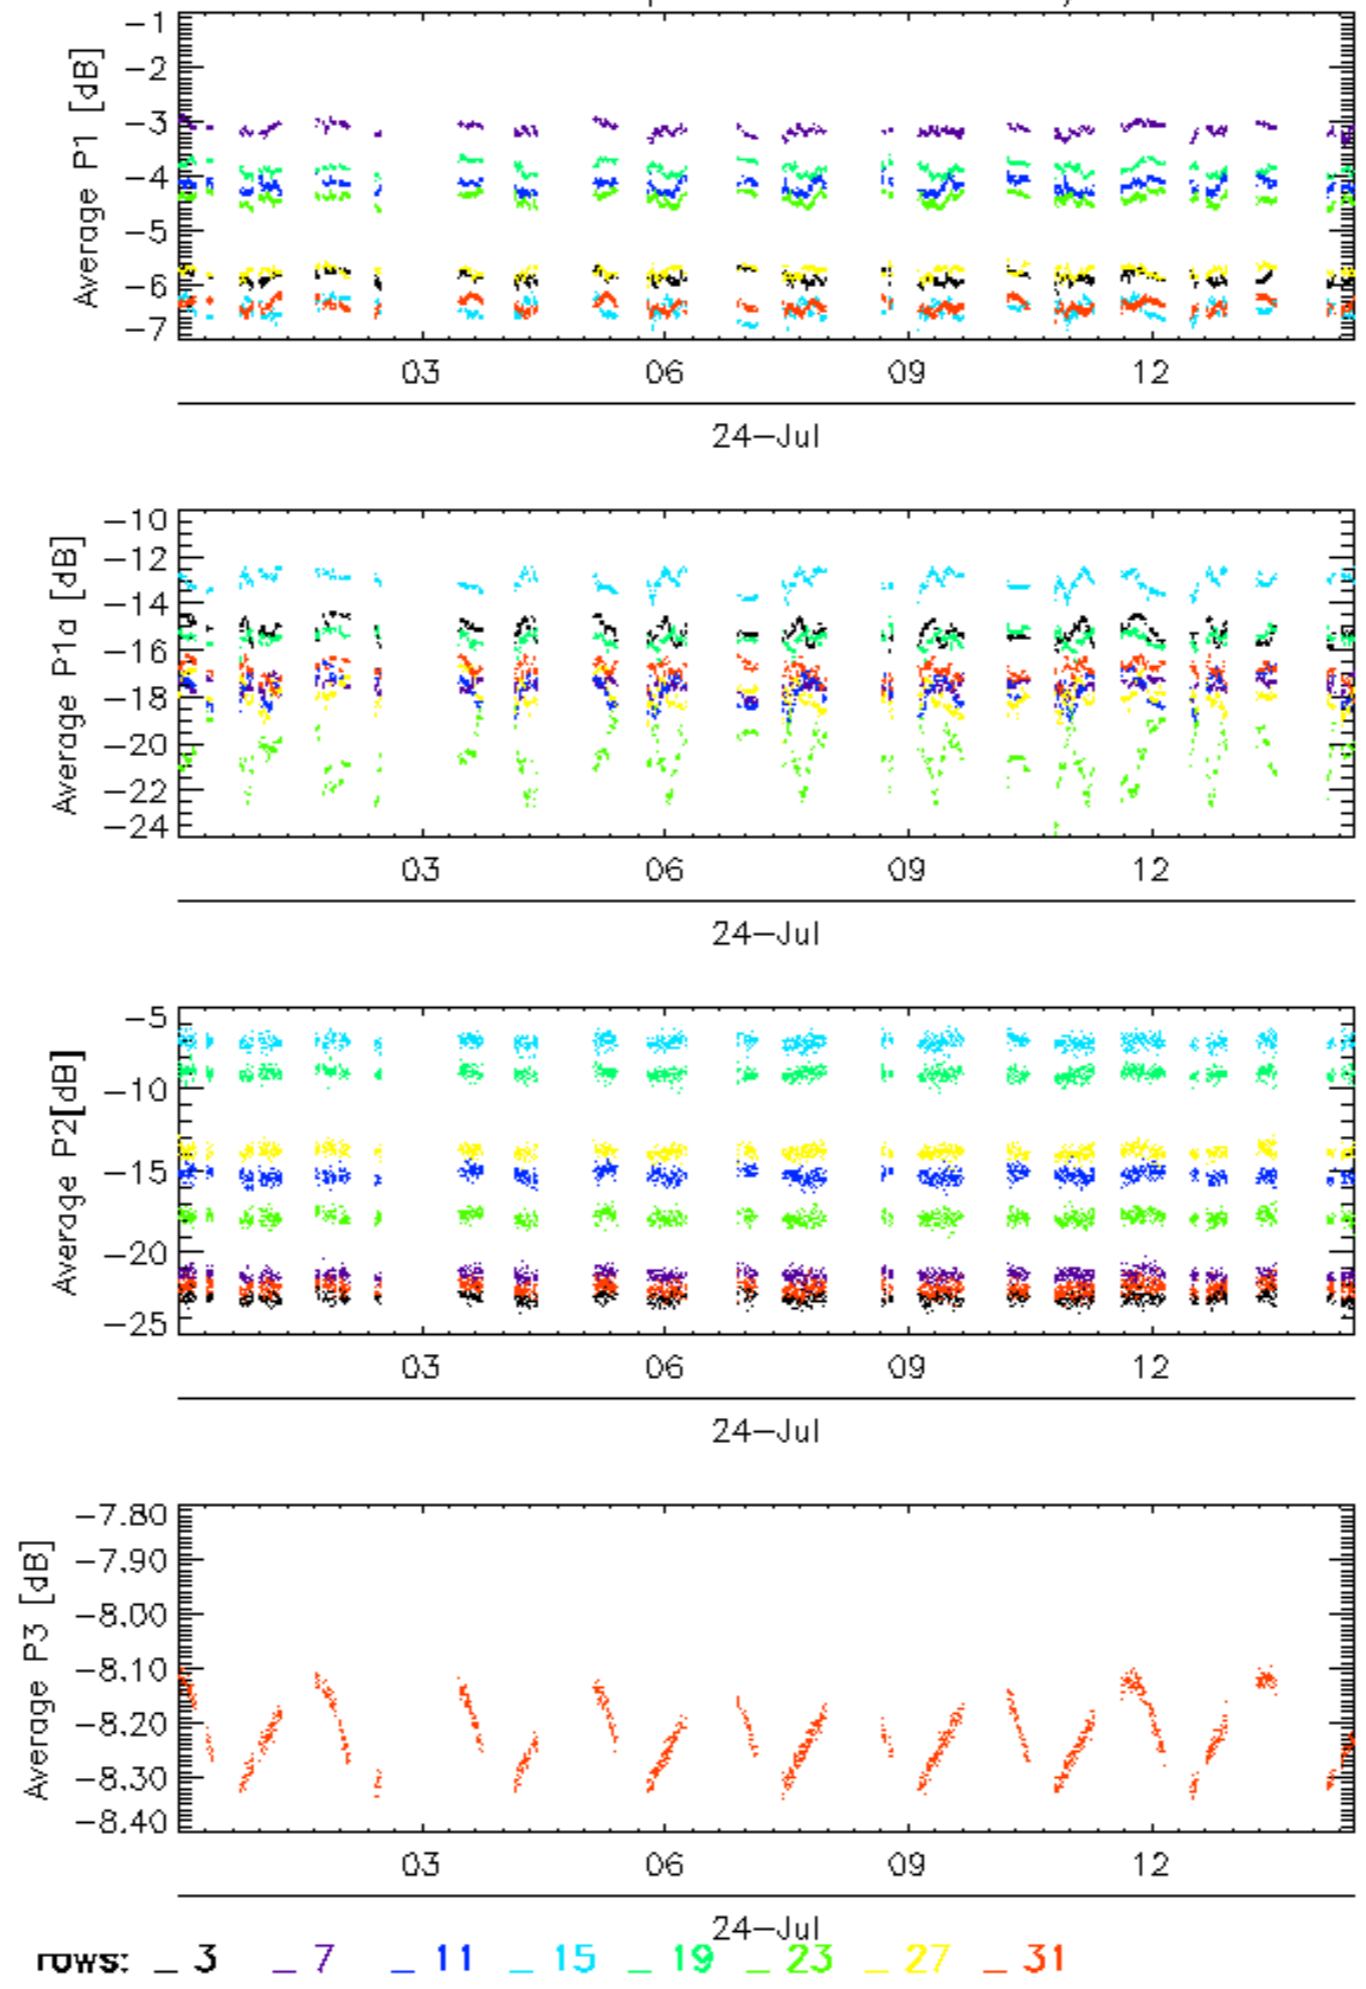 Average P1 [dB]
−1
−2
−3
−4
−5
−6
−7
03 06 09 12
24−Jul
Average P1a [dB]
−10
−12
−14
−16
−18
−20
−22
−24
03 06 09 12
24−Jul
Average P2[dB]
−5
−10
−15
−20
−25
03 06 09 12
24−Jul
Average P3 [dB]
−7.80
−7.90
−8.00
−8.10
−8.20
−8.30
−8.40
03 06 09 12
24−Jul
rows: _ 3 _ 7 _ 11 _ 15 _ 19 _ 23 _ 27 _ 31